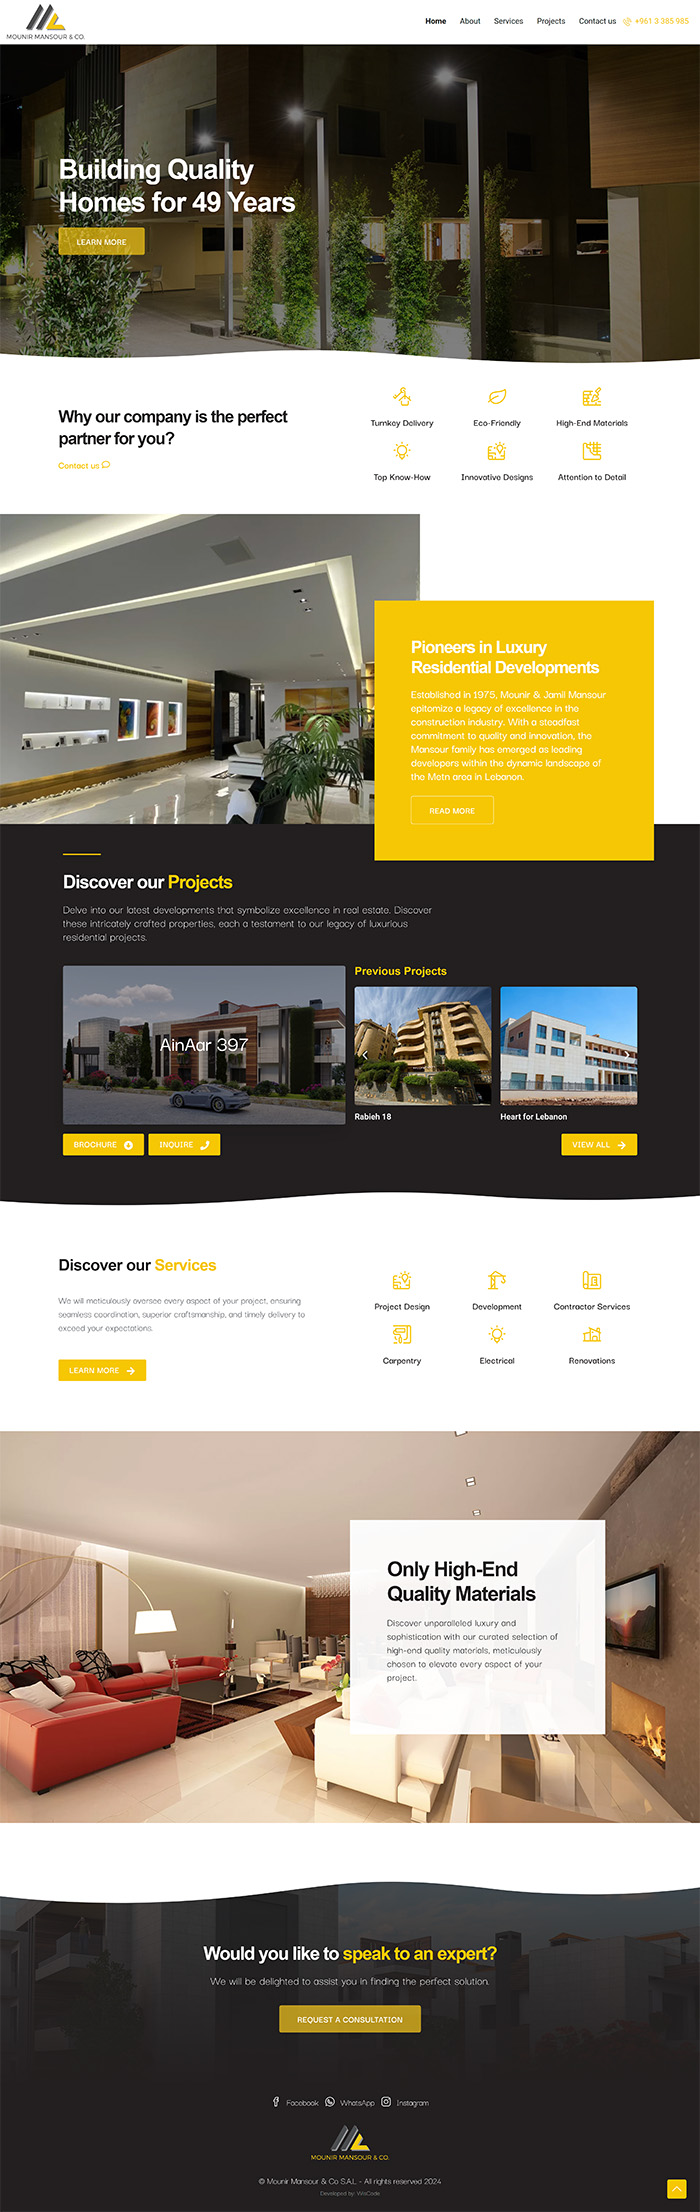 MOUNIR MANSOUR & CO.
Home About Services Projects Contact us +961 3 385 985
Building Quality
Homes for 49 Years
LEARN MORE
Why our company is the perfect
partner for you?
Contact us
Turnkey Delivery Eco-Friendly High-End Materials
Top Know-How Innovative Designs Attention to Detail
Pioneers in Luxury
Residential Developments
Established in 1975, Mounir & Jamil Mansour
epitomize a legacy of excellence in the
construction industry. With a steadfast
commitment to quality and innovation, the
Mansour family has emerged as leading
developers within the dynamic landscape of
the Metn area in Lebanon.
READ MORE
Discover our Projects
Delve into our latest developments that symbolize excellence in real estate. Discover
these intricately crafted properties, each a testament to our legacy of luxurious
residential projects.
AinAar 397
BROCHURE INQUIRE
Previous Projects
Rabieh 18 Heart for Lebanon
VIEW ALL
Discover our Services
We will meticulously oversee every aspect of your project, ensuring
seamless coordination, superior craftsmanship, and timely delivery to
exceed your expectations.
LEARN MORE
Project Design Development Contractor Services
Carpentry Electrical Renovations
Only High-End
Quality Materials
Discover unparalleled luxury and
sophistication with our curated selection of
high-end quality materials, meticulously
chosen to elevate every aspect of your
project.
Would you like to speak to an expert?
We will be delighted to assist you in finding the perfect solution.
REQUEST A CONSULTATION
Facebook WhatsApp Instagram
MOUNIR MANSOUR & CO.
© Mounir Mansour & Co S.A.L - All rights reserved 2024
Developed by: WixCode